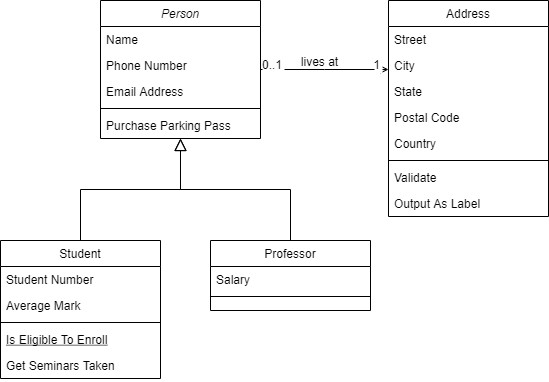 Person
Name
Phone Number
Email Address
Purchase Parking Pass
0..1 lives at 1
Address
Street
City
State
Postal Code
Country
Validate
Output As Label
Student
Student Number
Average Mark
Is Eligible To Enroll
Get Seminars Taken
Professor
Salary